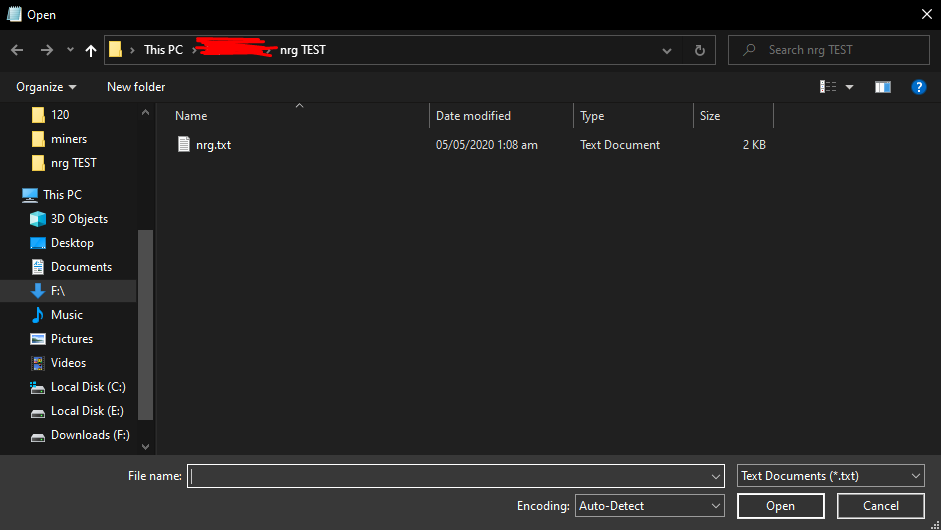 Open
This PC nrg TEST
Search nrg TEST
Organize New folder
?
120
miners
nrg TEST
This PC
3D Objects
Desktop
Documents
F:\
Music
Pictures
Videos
Local Disk (C:)
Local Disk (E:)
Downloads (F:)
Name Date modified Type Size
nrg.txt 05/05/2020 1:08 am Text Document 2 KB
File name: Text Documents (*.txt)
Encoding: Auto-Detect Open Cancel